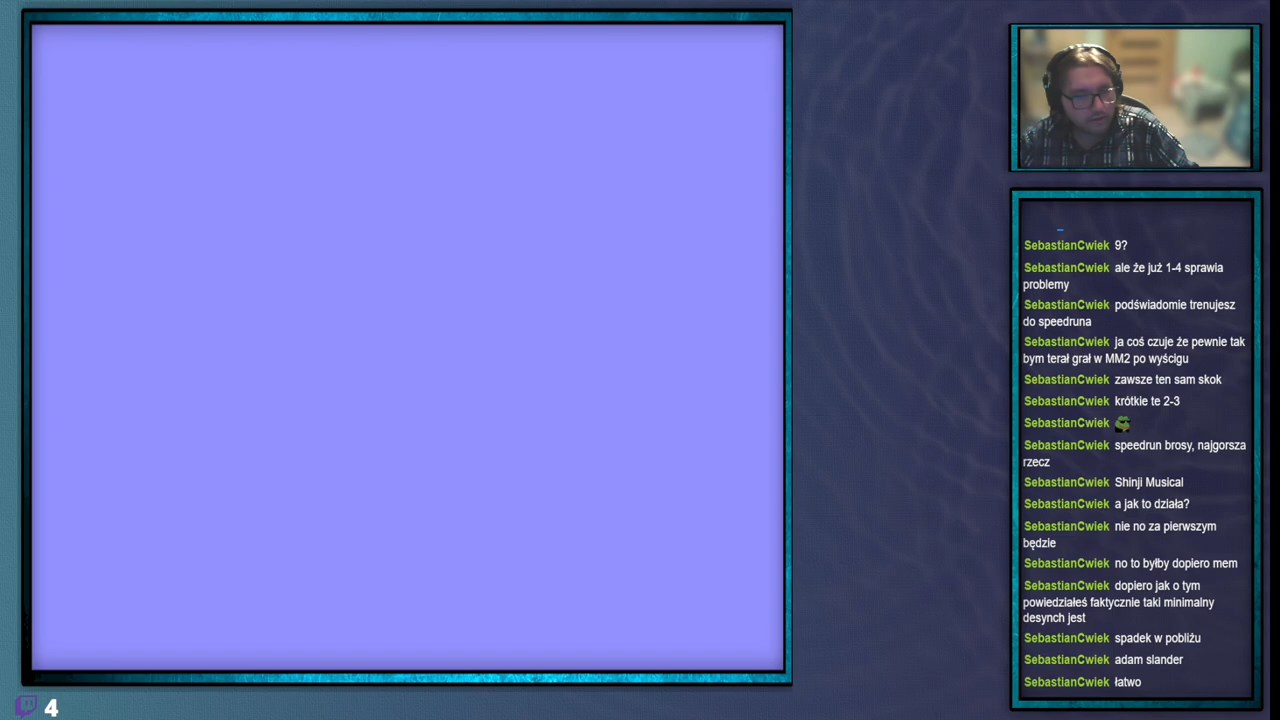 SebastianCwiek 9?
SebastianCwiek ale że już 1-4 sprawia
problemy
SebastianCwiek podświadomie trenujesz
do speedruna
SebastianCwiek ja coś czuje że pewnie tak
bym terał grał w MM2 po wyścigu
SebastianCwiek zawsze ten sam skok
SebastianCwiek krótkie te 2-3
SebastianCwiek
SebastianCwiek speedrun brosy, najgorsza
rzecz
SebastianCwiek Shinji Musical
SebastianCwiek a jak to działa?
SebastianCwiek nie no za pierwszym
będzie
SebastianCwiek no to byłby dopiero mem
SebastianCwiek dopiero jak o tym
powiedziałeś faktycznie taki minimalny
desynch jest
SebastianCwiek spadek w pobliżu
SebastianCwiek adam slander
SebastianCwiek łatwo
4